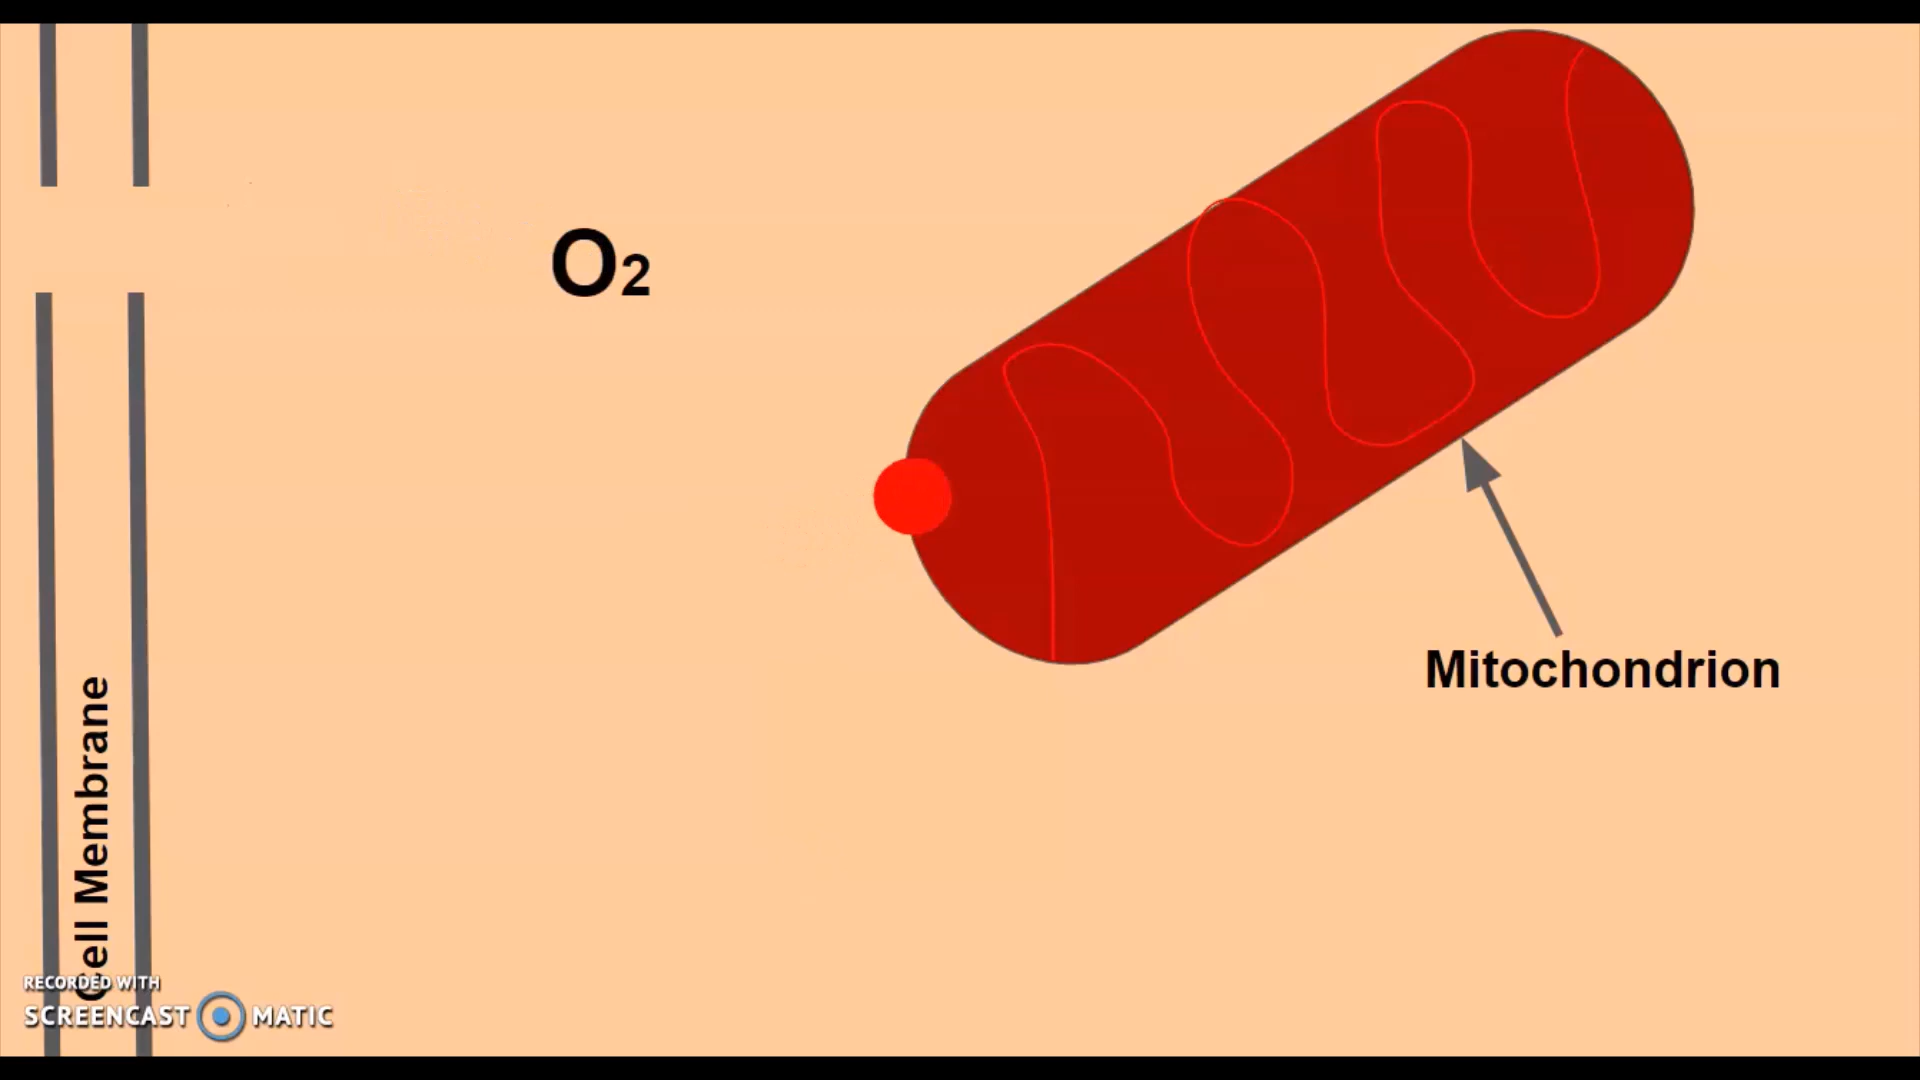 O2
Mitochondrion
Cell Membrane
RECORDED WITH
SCREENCAST MATIC